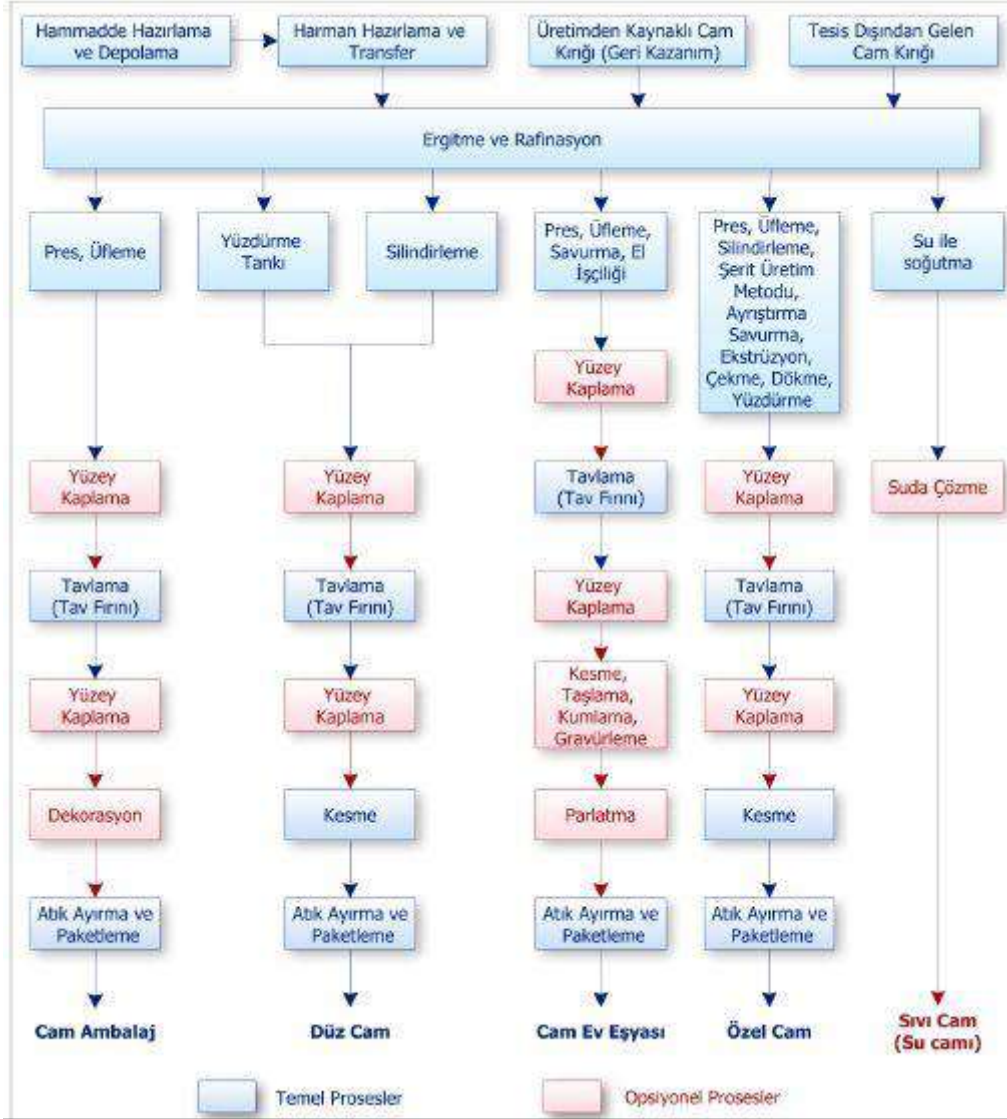 Hammadde Hazırlama
ve Depolama
Harman Hazırlama ve
Transfer
Üretimden Kaynaklı Cam
Kırığı (Geri Kazanım)
Tesis Dışından Gelen
Cam Kırığı
Ergitme ve Rafinasyon
Pres, Üfleme
Yüzdürme
Tankı
Silindirleme
Pres, Üfleme,
Savurma, El
İşçiliği
Pres, Üfleme,
Silindirleme,
Şerit Üretim
Metodu,
Ayrıştırma
Savurma,
Ekstrüzyon,
Çekme, Dökme,
Yüzdürme
Su ile
soğutma
Yüzey
Kaplama
Yüzey
Kaplama
Yüzey
Kaplama
Tavlama
(Tav Fırını)
Yüzey
Kaplama
Suda Çözme
Tavlama
(Tav Fırını)
Tavlama
(Tav Fırını)
Yüzey
Kaplama
Tavlama
(Tav Fırını)
Yüzey
Kaplama
Yüzey
Kaplama
Kesme,
Taşlama,
Kumlama,
Gravürleme
Yüzey
Kaplama
Dekorasyon
Kesme
Parlatma
Kesme
Atık Ayırma ve
Paketleme
Atık Ayırma ve
Paketleme
Atık Ayırma ve
Paketleme
Atık Ayırma ve
Paketleme
Cam Ambalaj
Düz Cam
Cam Ev Eşyası
Özel Cam
Sıvı Cam
(Su camı)
Temel Prosesler
Opsiyonel Prosesler